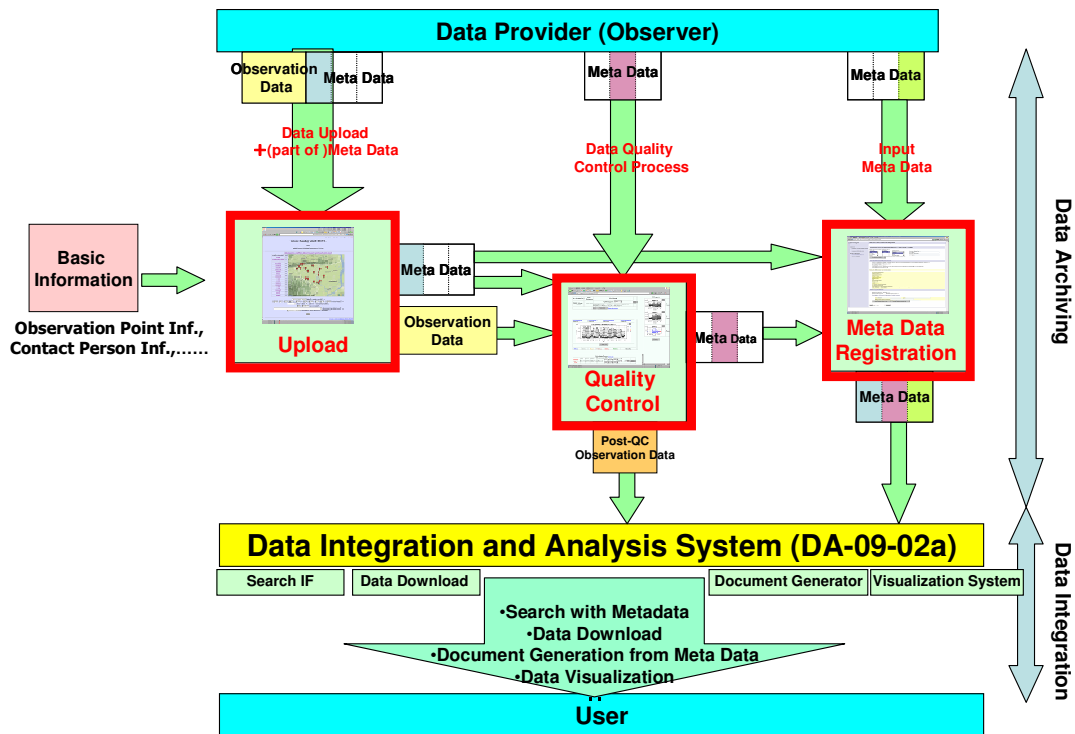 Data Provider (Observer)
Observation
Data
Meta Data
Meta Data
Meta Data
Data Upload
+(part of )Meta Data
Data Quality
Control Process
Input
Meta Data
Basic
Information
Observation Point Inf.,
Contact Person Inf.,......
Upload
Meta Data
Observation
Data
Quality
Control
Meta Data
Meta Data
Registration
Meta Data
Post-QC
Observation Data
Data Archiving
Data Integration and Analysis System (DA-09-02a)
Search IF
Data Download
Document Generator
Visualization System
•Search with Metadata
•Data Download
•Document Generation from Meta Data
•Data Visualization
Data Integration
User